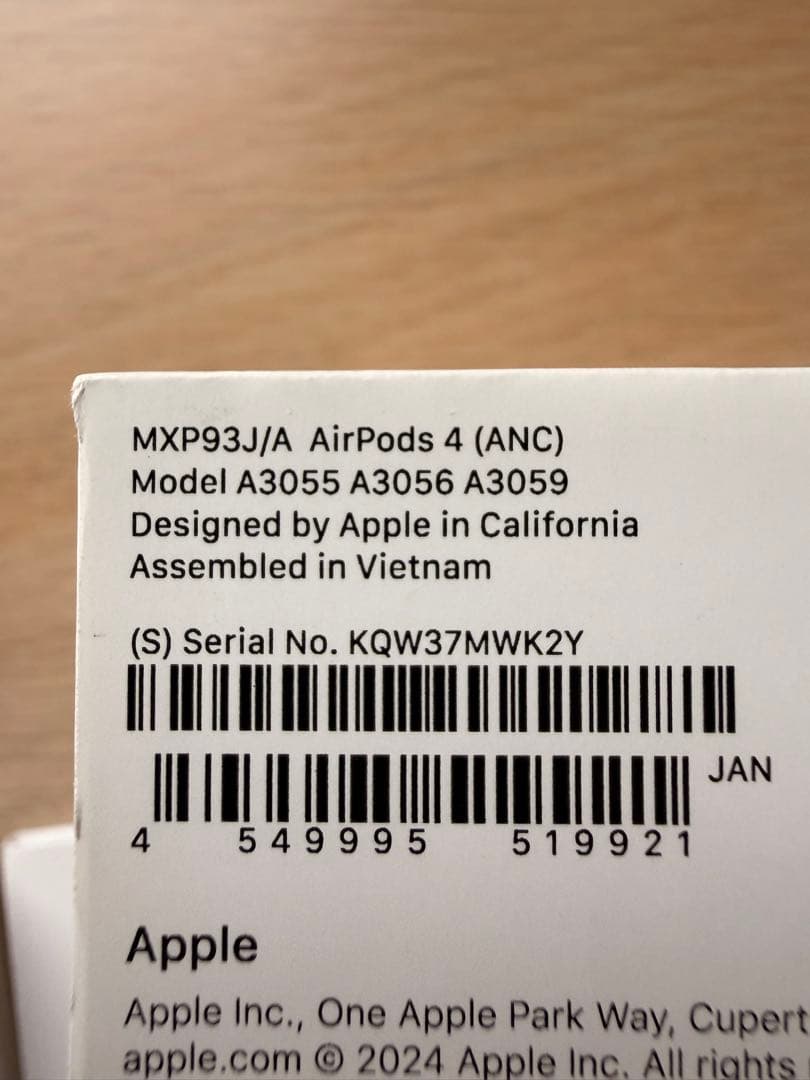 MXP93J/A AirPods 4 (ANC)
Model A3055 A3056 A3059
Designed by Apple in California
Assembled in Vietnam
(S) Serial No. KQW37MWK2Y
JAN
4 549995 519921
Apple
Apple Inc., One Apple Park Way, Cupert
apple.com © 2024 Apple Inc. All rights